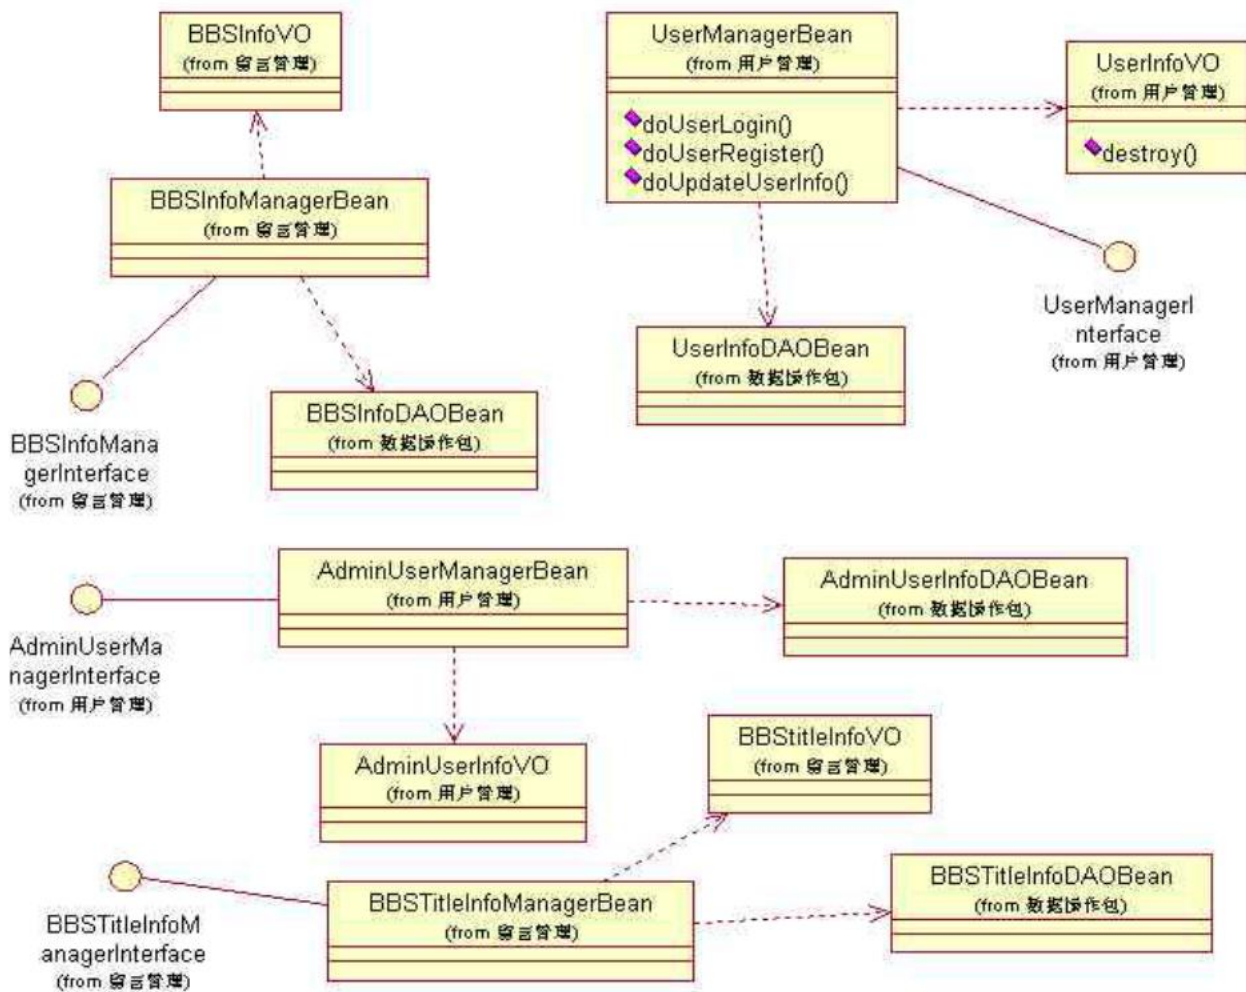 BBSInfoVO
(from 留言管理)
UserManagerBean
(from 用户管理)
doUserLogin()
doUserRegister()
doUpdateUserInfo()
UserInfoVO
(from 用户管理)
destroy()
BBSInfoManagerBean
(from 留言管理)
UserManagerI
nterface
(from 用户管理)
UserInfoDAOBean
(from 数据操作包)
BBSInfoMana
gerInterface
(from 留言管理)
BBSInfoDAOBean
(from 数据操作包)
AdminUserManagerBean
(from 用户管理)
AdminUserInfoDAOBean
(from 数据操作包)
AdminUserMa
nagerInterface
(from 用户管理)
AdminUserInfoVO
(from 用户管理)
BBStitleInfoVO
(from 留言管理)
BBSTitleInfoM
anagerInterface
(from 留言管理)
BBSTitleInfoManagerBean
(from 留言管理)
BBSTitleInfoDAOBean
(from 数据操作包)